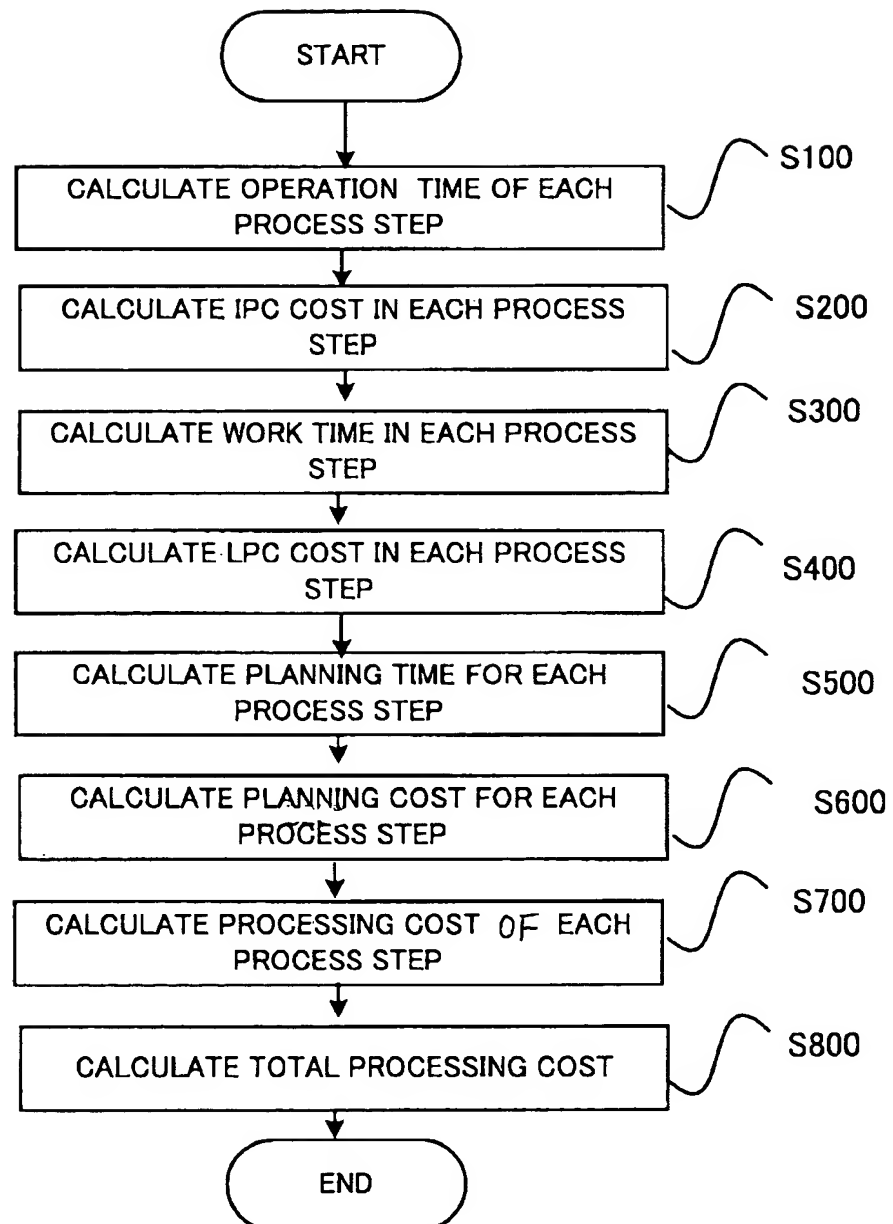 START
CALCULATE OPERATION TIME OF EACH
PROCESS STEP
S100
CALCULATE IPC COST IN EACH PROCESS
STEP
S200
CALCULATE WORK TIME IN EACH PROCESS
STEP
S300
CALCULATE LPC COST IN EACH PROCESS
STEP
S400
CALCULATE PLANNING TIME FOR EACH
PROCESS STEP
S500
CALCULATE PLANNING COST FOR EACH
PROCESS STEP
S600
CALCULATE PROCESSING COST OF EACH
PROCESS STEP
S700
CALCULATE TOTAL PROCESSING COST
S800
END